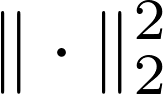 ‖ · ‖₂²